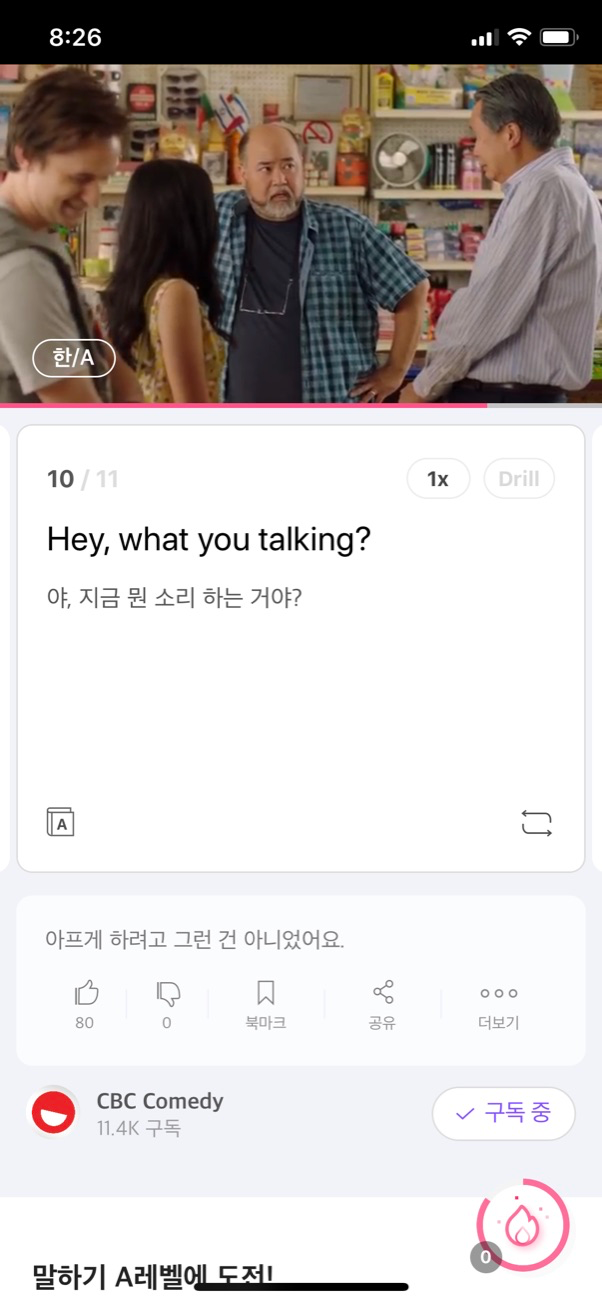 8:26
한/A
10 / 11
1x
Drill
Hey, what you talking?
야, 지금 뭔 소리 하는 거야?
A
아프게 하려고 그런 건 아니었어요.
80
0
북마크
공유
더보기
CBC Comedy
11.4K 구독
구독 중
0
말하기 A레벨에 도전!